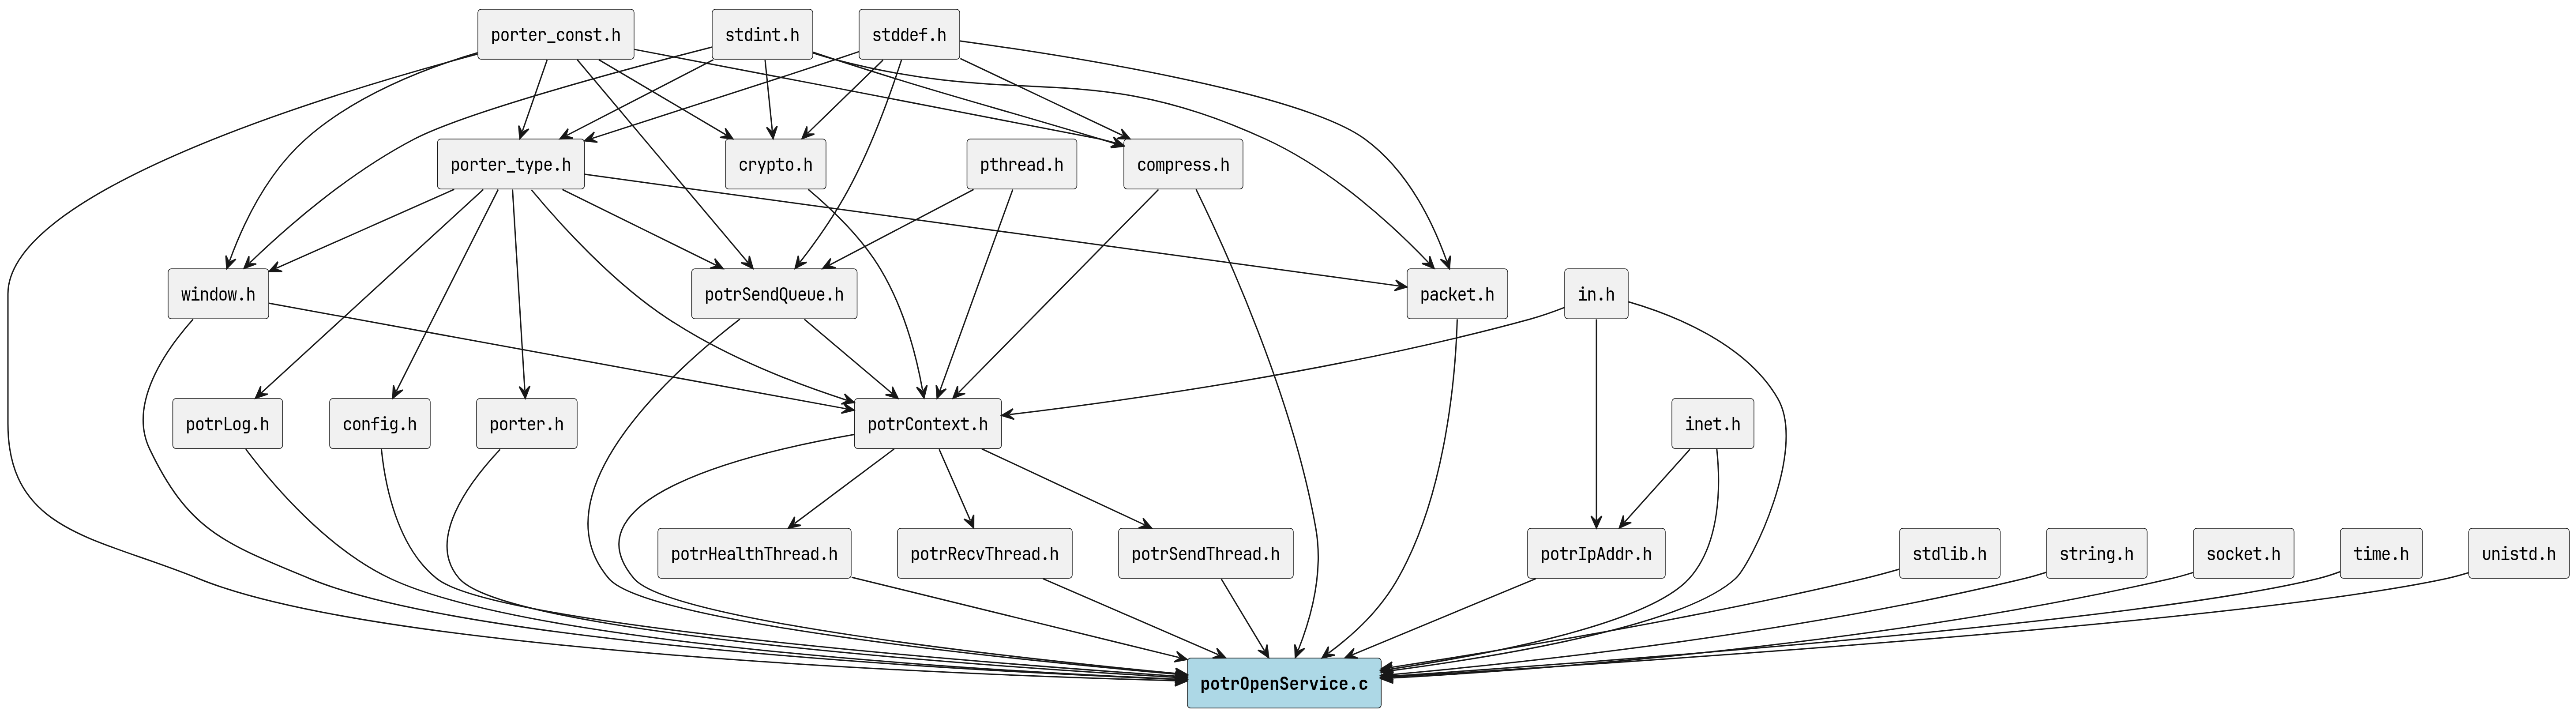 porter_const.h
stdint.h
stddef.h
porter_type.h
crypto.h
pthread.h
compress.h
window.h
potrSendQueue.h
packet.h
in.h
potrLog.h
config.h
porter.h
potrContext.h
inet.h
potrHealthThread.h
potrRecvThread.h
potrSendThread.h
potrIpAddr.h
stdlib.h
string.h
socket.h
time.h
unistd.h
potrOpenService.c